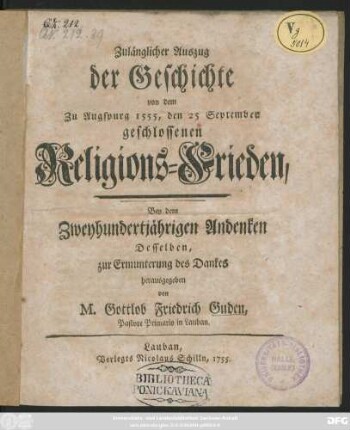 Zulänglicher Auszug
der Geschichte
von dem
Zu Augspurg 1555, den 25 September
geschlossenen
Religions-Frieden,
Bey dem
Zweyhundertjährigen Andenken
Desselben,
zur Ermunterung des Dankes
herausgegeben
von
M. Gottlob Friedrich Guden,
Pastore Primario in Lauban.
Lauban,
Verlegts Nicolaus Schille, 1755.
BIBLIOTHECA
PONICKAVIANA
DFG